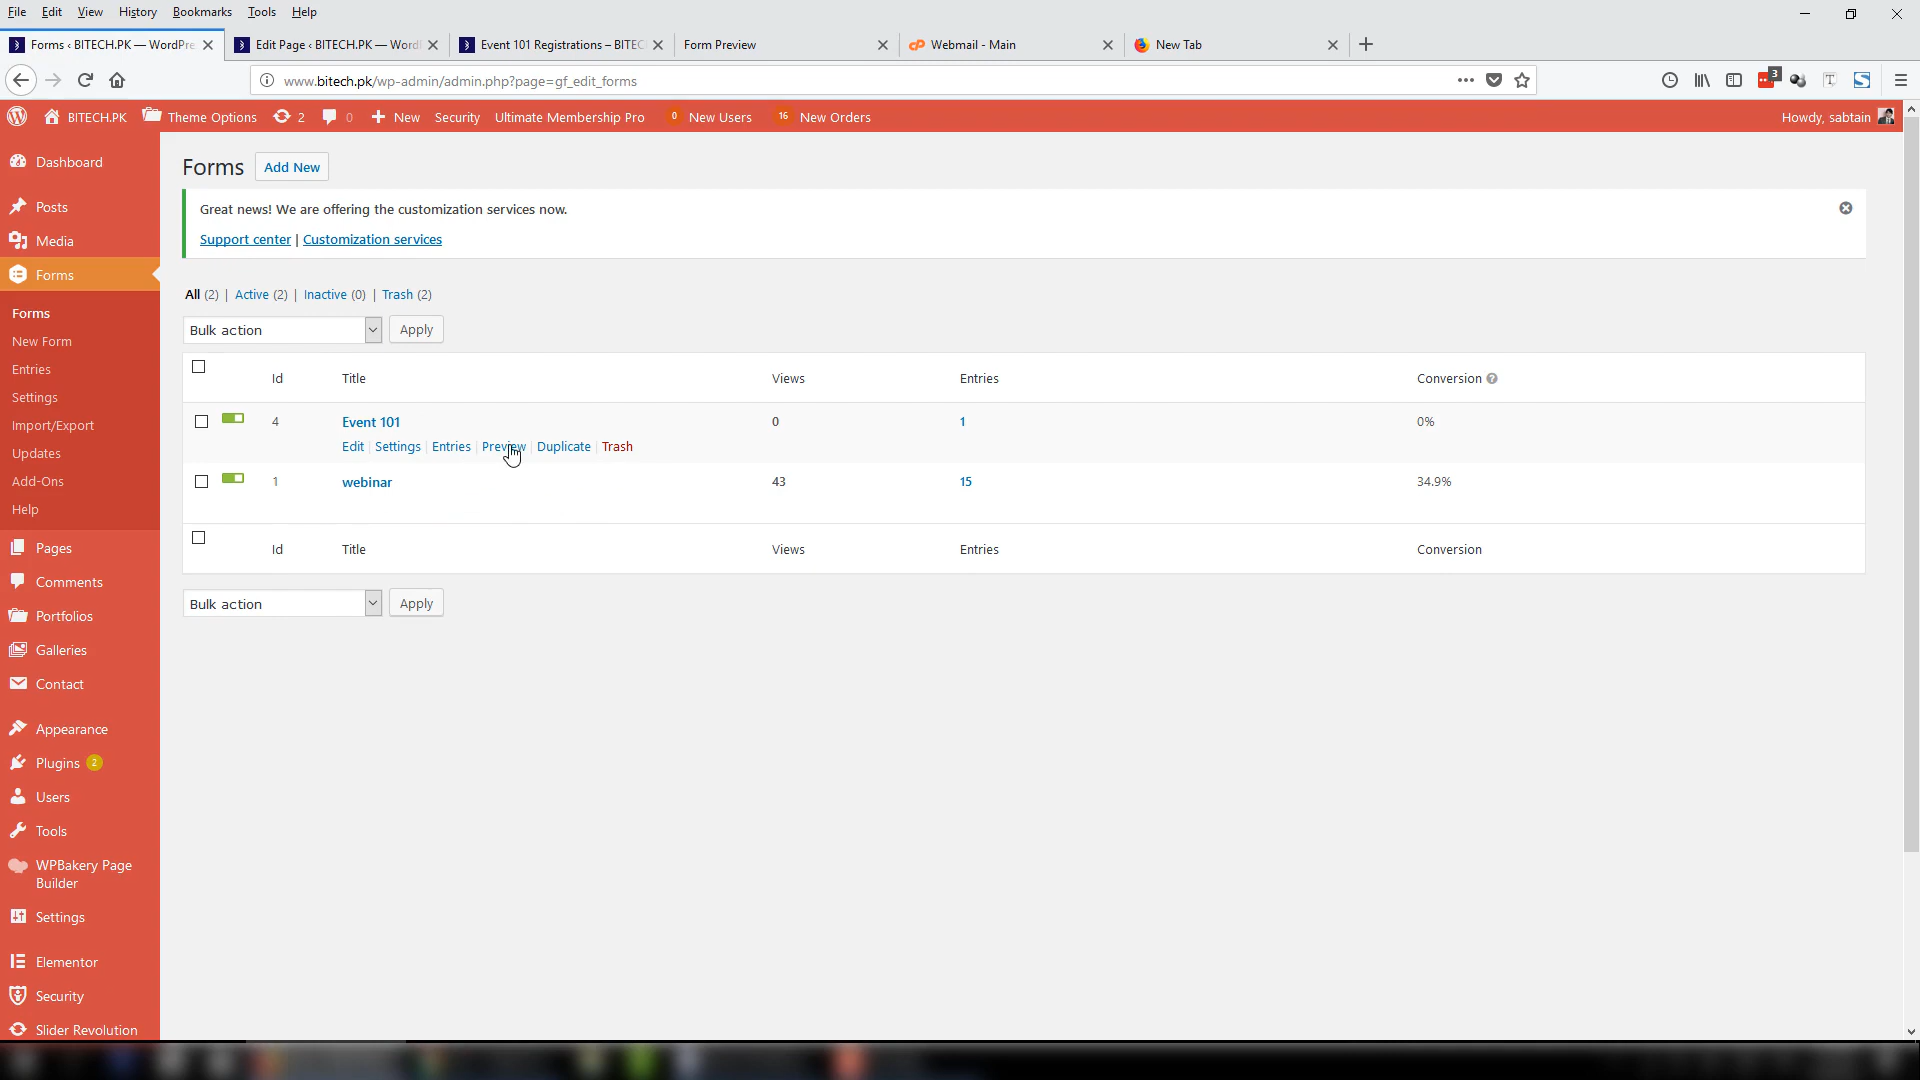 File Edit View History Bookmarks Tools Help
Forms ‹ BITECH.PK — WordPre
Edit Page ‹ BITECH.PK — Word
Event 101 Registrations – BITEC
Form Preview
Webmail - Main
New Tab
www.bitech.pk/wp-admin/admin.php?page=gf_edit_forms
3
BITECH.PK Theme Options 2 0 New Security Ultimate Membership Pro 0 New Users 16 New Orders Howdy, sabtain
Dashboard
Posts
Media
Forms
Forms
New Form
Entries
Settings
Import/Export
Updates
Add-Ons
Help
Pages
Comments
Portfolios
Galleries
Contact
Appearance
Plugins 2
Users
Tools
WPBakery Page
Builder
Settings
Elementor
Security
Slider Revolution
Forms Add New
Great news! We are offering the customization services now.
Support center | Customization services
All (2) | Active (2) | Inactive (0) | Trash (2)
Bulk action Apply
Id Title Views Entries Conversion
4 Event 101 0 1 0%
Edit | Settings | Entries | Preview | Duplicate | Trash
1 webinar 43 15 34.9%
Id Title Views Entries Conversion
Bulk action Apply